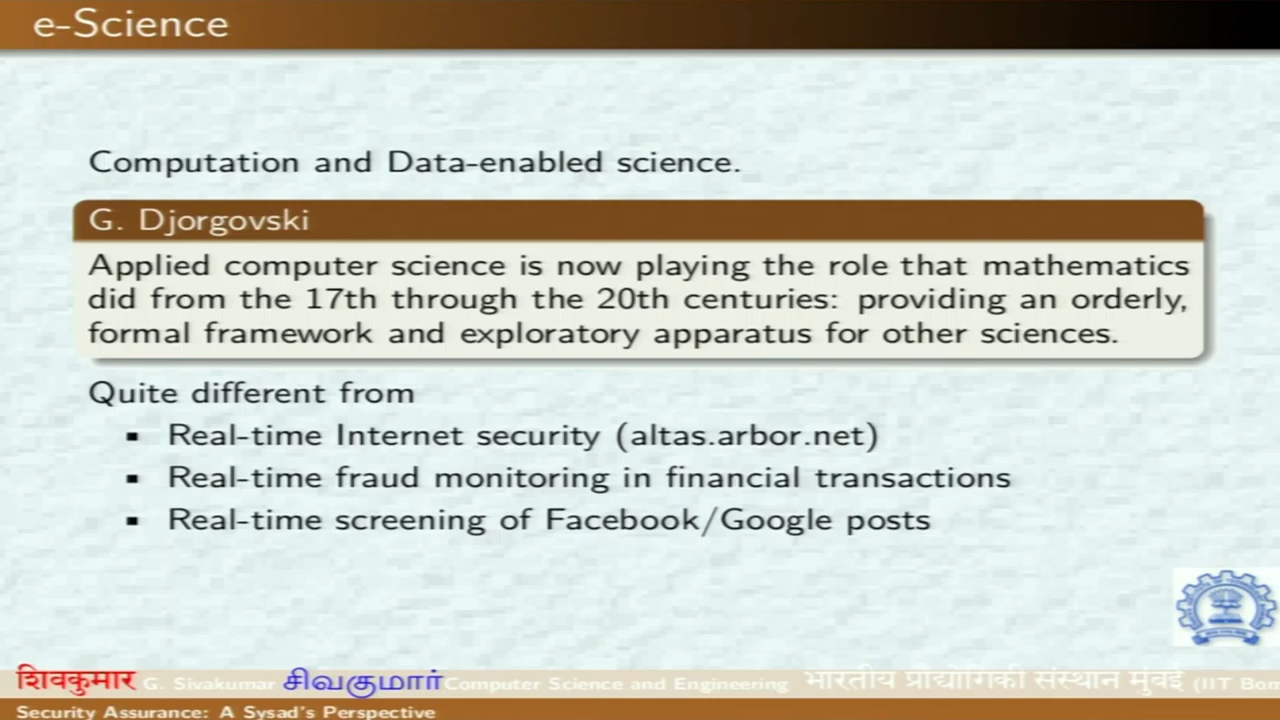 e-Science
Computation and Data-enabled science.
G. Djorgovski
Applied computer science is now playing the role that mathematics
did from the 17th through the 20th centuries: providing an orderly,
formal framework and exploratory apparatus for other sciences.
Quite different from
▪ Real-time Internet security (altas.arbor.net)
▪ Real-time fraud monitoring in financial transactions
▪ Real-time screening of Facebook/Google posts
शिवकुमार G. Sivakumar சிவகுமார் Computer Science and Engineering भारतीय प्रौद्योगिकी संस्थान मुंबई (IIT Bom
Security Assurance: A Sysad's Perspective